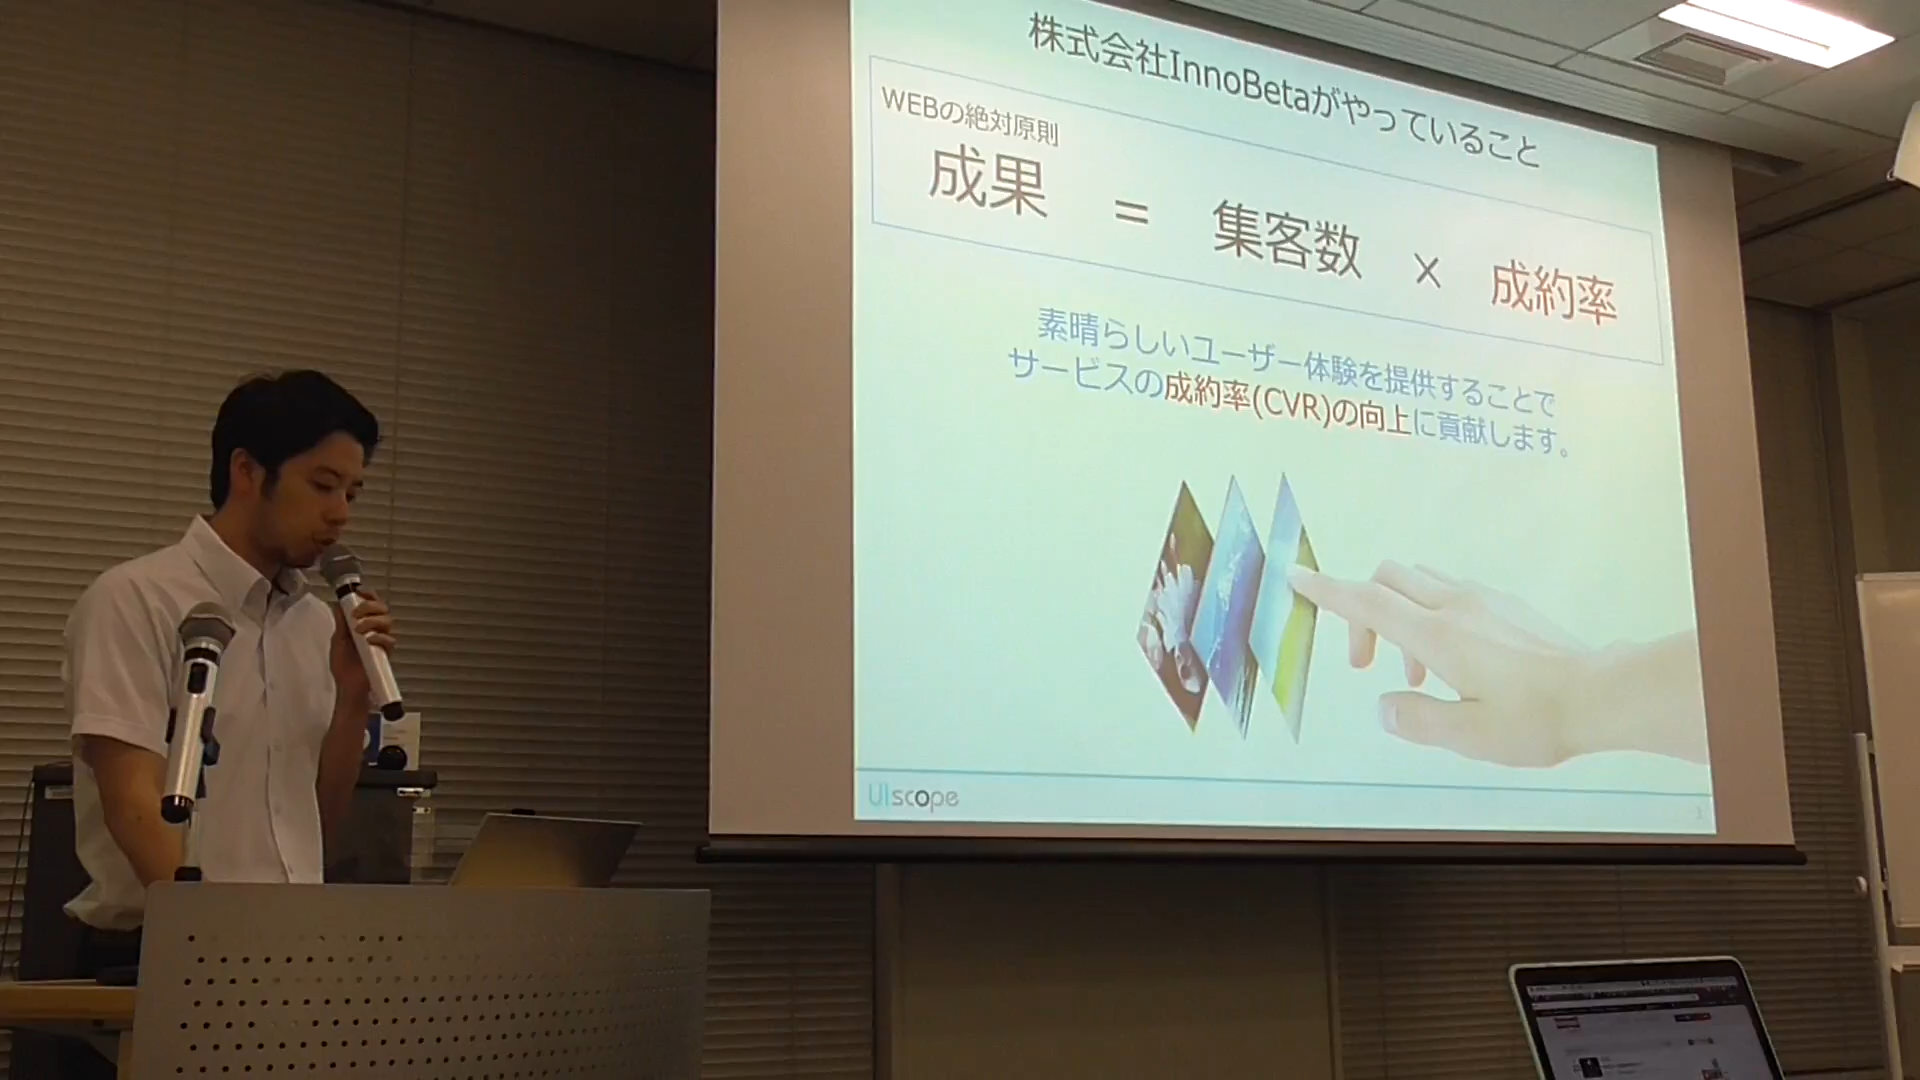 株式会社InnoBetaがやっていること
WEBの絶対原則
成果 = 集客数 × 成約率
素晴らしいユーザー体験を提供することで
サービスの成約率(CVR)の向上に貢献します。
UIscope
3